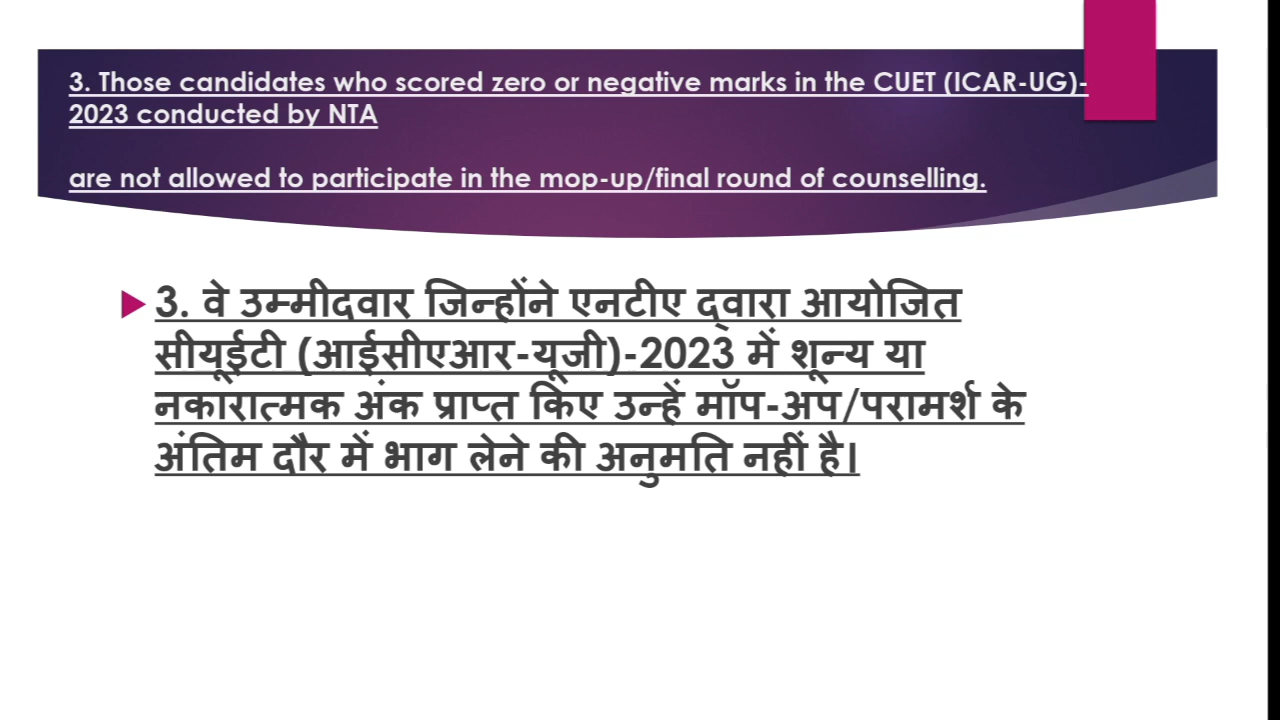 3. Those candidates who scored zero or negative marks in the CUET (ICAR-UG)-
2023 conducted by NTA
are not allowed to participate in the mop-up/final round of counselling.
3. वे उम्मीदवार जिन्होंने एनटीए द्वारा आयोजित
सीयूईटी (आईसीएआर-यूजी)-2023 में शून्य या
नकारात्मक अंक प्राप्त किए उन्हें मॉप-अप/परामर्श के
अंतिम दौर में भाग लेने की अनुमति नहीं है।